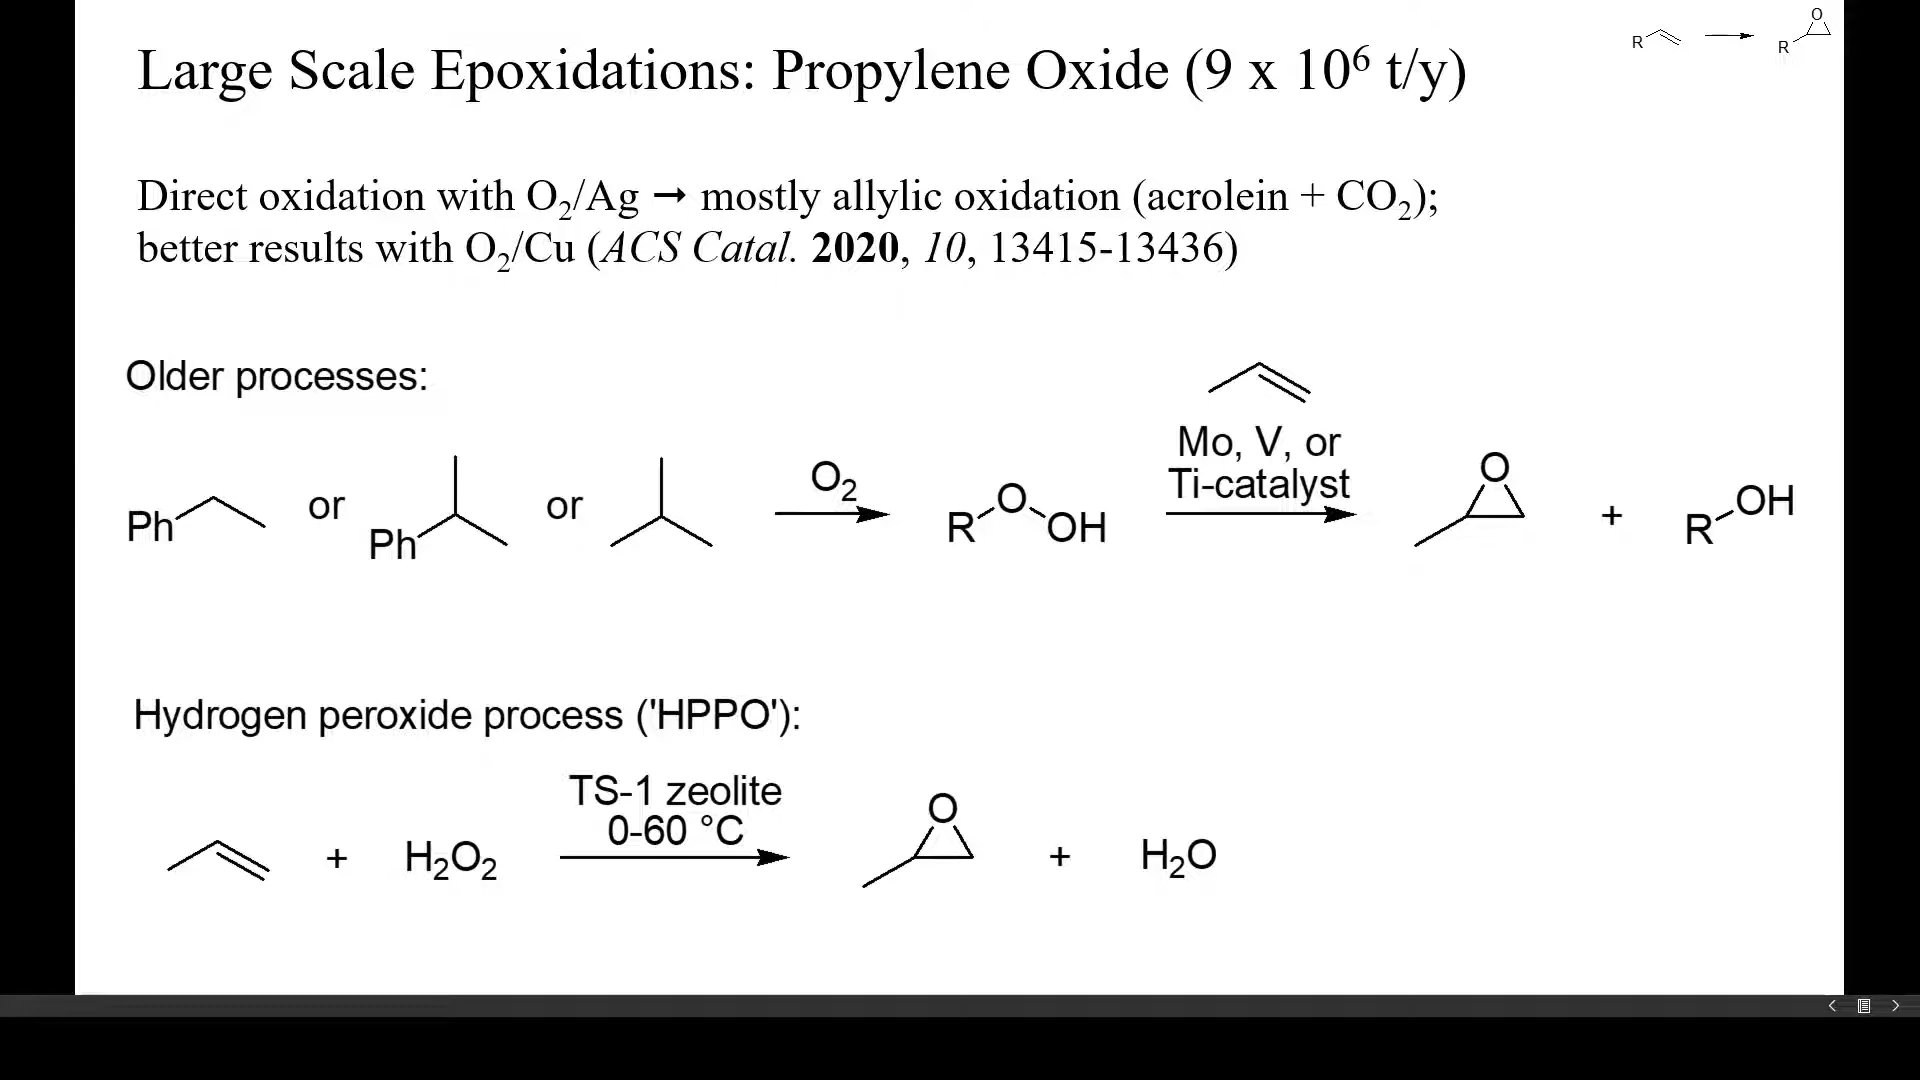 Large Scale Epoxidations: Propylene Oxide (9 x 10⁶ t/y)
R
R
O
Direct oxidation with O₂/Ag → mostly allylic oxidation (acrolein + CO₂);
better results with O₂/Cu (ACS Catal. 2020, 10, 13415-13436)
Older processes:
Ph
or
Ph
or
O₂
R
O
OH
Mo, V, or
Ti-catalyst
O
+
R
OH
Hydrogen peroxide process ('HPPO'):
+
H₂O₂
TS-1 zeolite
0-60 °C
O
+
H₂O